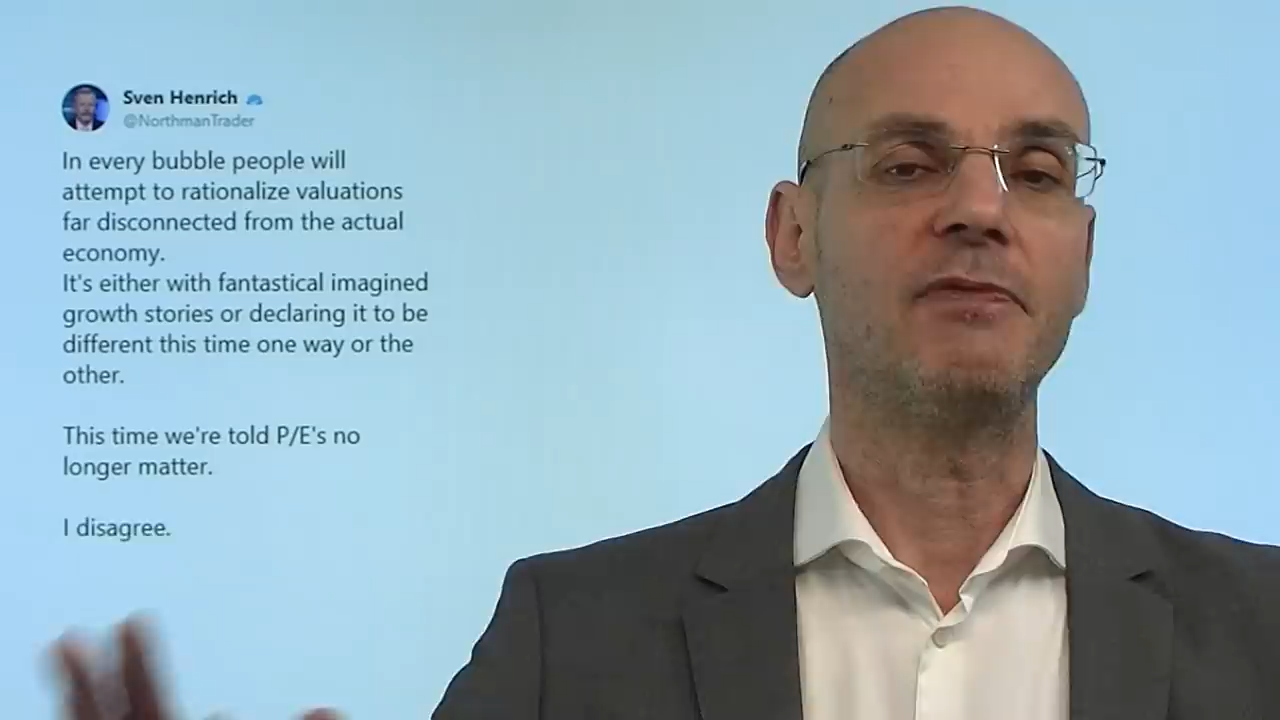 Sven Henrich
@NorthmanTrader
In every bubble people will
attempt to rationalize valuations
far disconnected from the actual
economy.
It's either with fantastical imagined
growth stories or declaring it to be
different this time one way or the
other.
This time we're told P/E's no
longer matter.
I disagree.